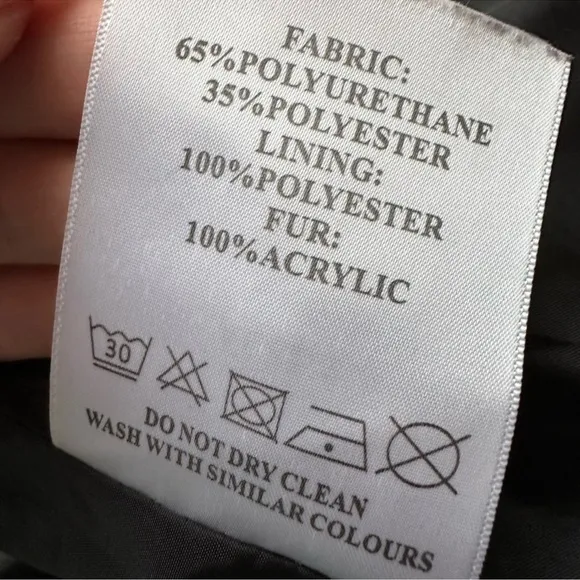 FABRIC:
65%POLYURETHANE
35%POLYESTER
LINING:
100%POLYESTER
FUR:
100%ACRYLIC
30
DO NOT DRY CLEAN
WASH WITH SIMILAR COLOURS